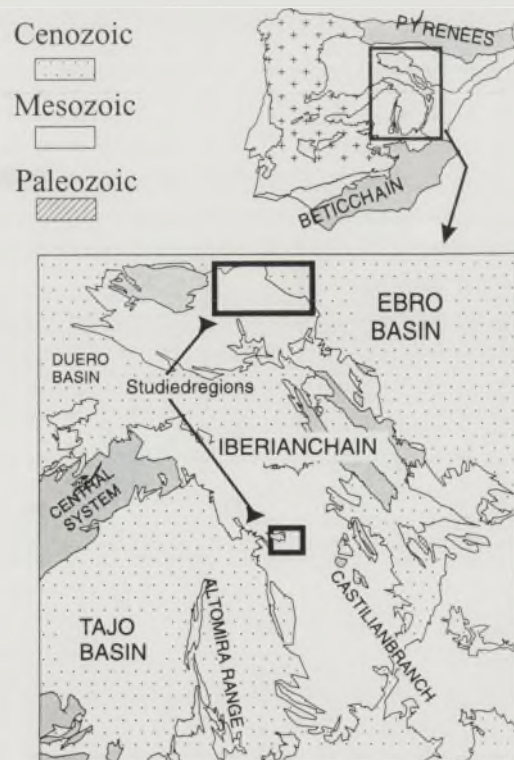 Cenozoic
Mesozoic
Paleozoic
PYRENEES
BETICCHAIN
EBRO
BASIN
DUERO
BASIN
Studiedregions
IBERIANCHAIN
CENTRAL
SYSTEM
TAJO
BASIN
ALTOMIRA RANGE
CASTILIANBRANCH